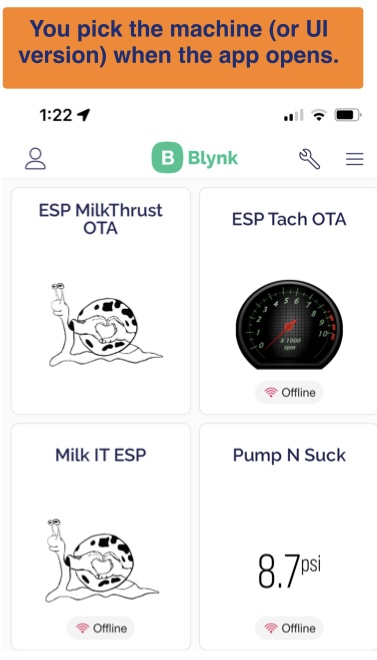 You pick the machine (or UI
version) when the app opens.
1:22
B Blynk
ESP MilkThrust
OTA
ESP Tach OTA
0 1 2 3 4 5 6 7 8 9 10
X 1000
rpm
Offline
Milk IT ESP
Pump N Suck
8.7psi
Offline
Offline